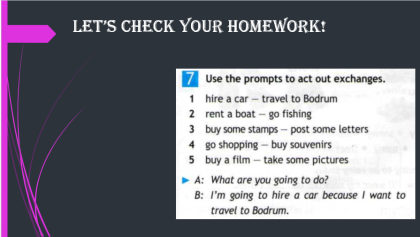 LET'S CHECK YOUR HOMEWORK!
7 Use the prompts to act out exchanges.
1 hire a car – travel to Bodrum
2 rent a boat – go fishing
3 buy some stamps – post some letters
4 go shopping – buy souvenirs
5 buy a film – take some pictures
▶ A: What are you going to do?
B: I'm going to hire a car because I want to
travel to Bodrum.